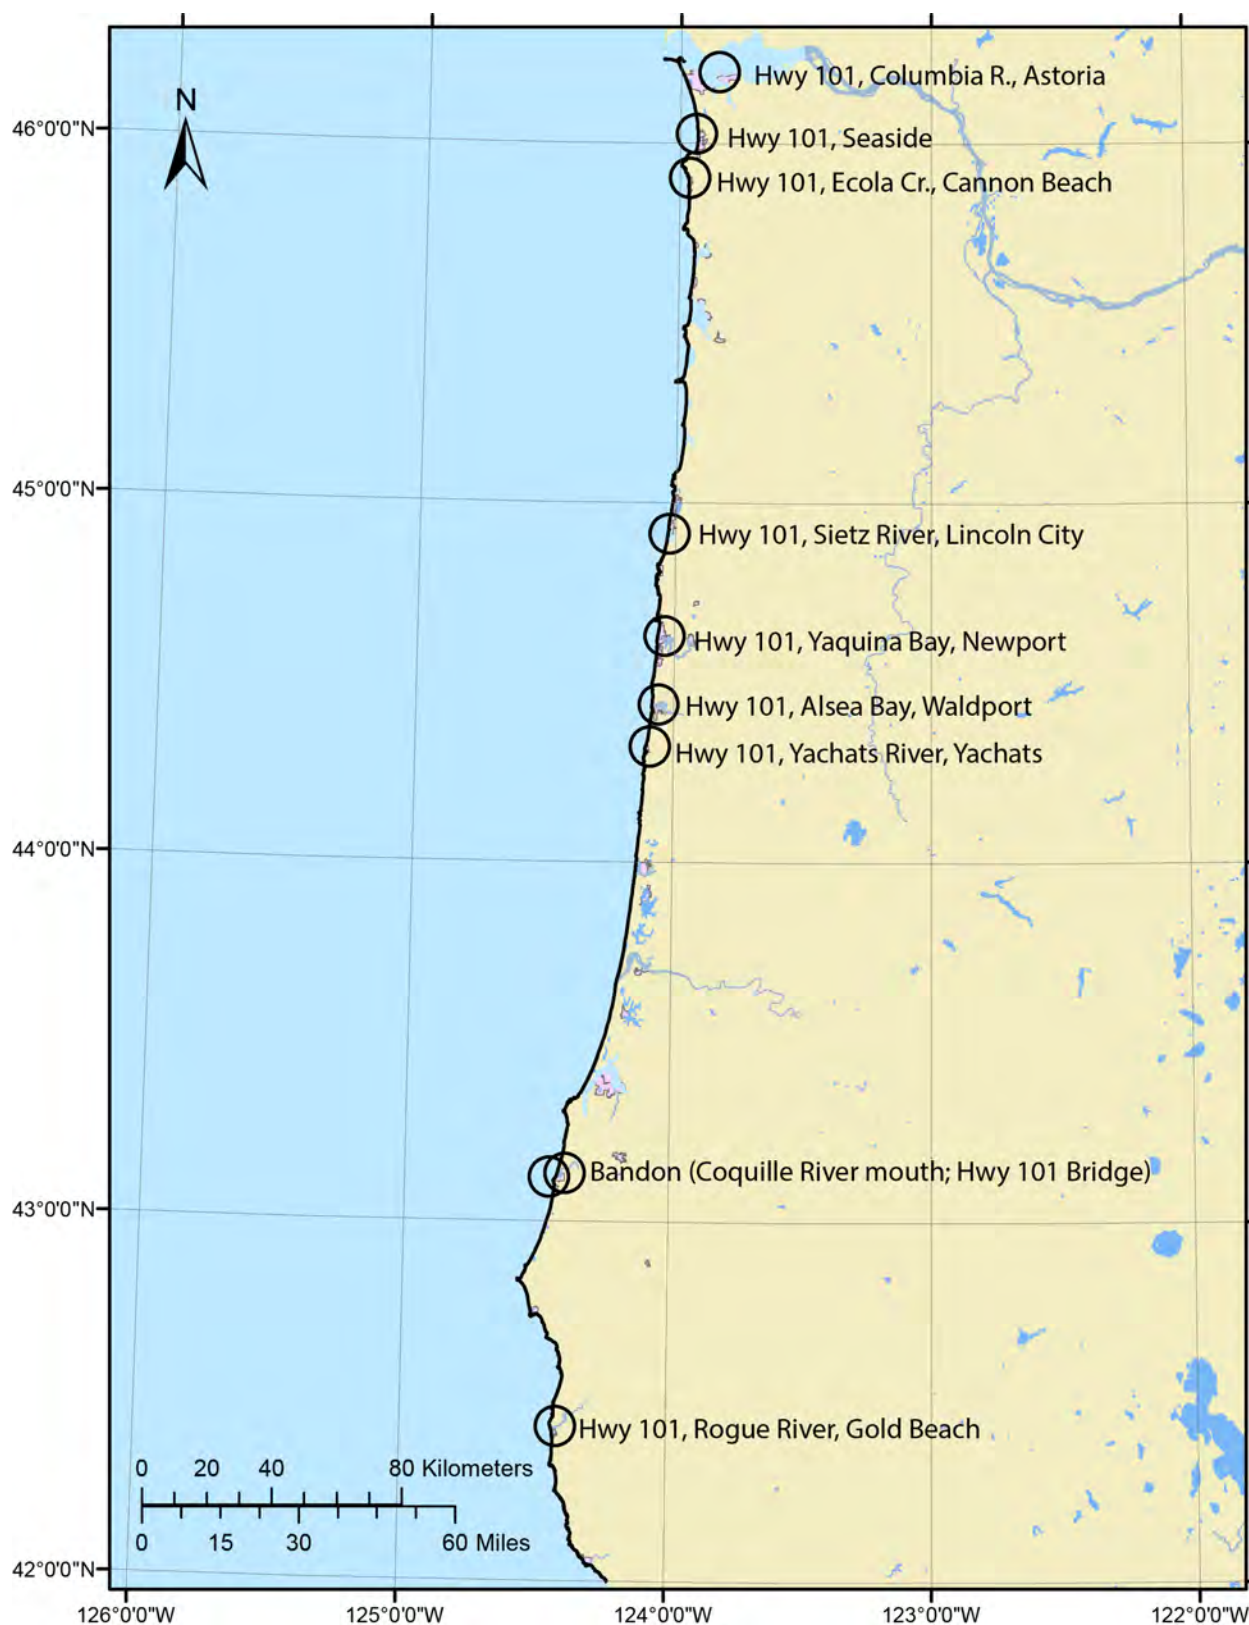 N
46°0'0"N
Hwy 101, Columbia R., Astoria
Hwy 101, Seaside
Hwy 101, Ecola Cr., Cannon Beach
45°0'0"N
Hwy 101, Sietz River, Lincoln City
Hwy 101, Yaquina Bay, Newport
Hwy 101, Alsea Bay, Waldport
Hwy 101, Yachats River, Yachats
44°0'0"N
Bandon (Coquille River mouth; Hwy 101 Bridge)
43°0'0"N
Hwy 101, Rogue River, Gold Beach
0 20 40 80 Kilometers
0 15 30 60 Miles
42°0'0"N
126°0'0"W 125°0'0"W 124°0'0"W 123°0'0"W 122°0'0"W